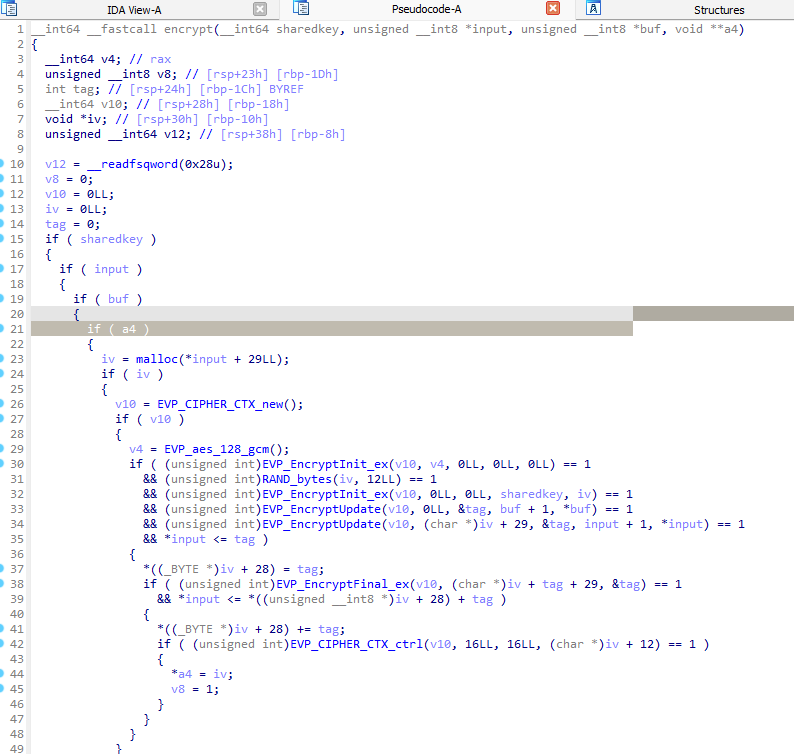 IDA View-A Pseudocode-A Structures
1 __int64 __fastcall encrypt(__int64 sharedkey, unsigned __int8 *input, unsigned __int8 *buf, void **a4)
2 {
3 __int64 v4; // rax
4 unsigned __int8 v8; // [rsp+23h] [rbp-1Dh]
5 int tag; // [rsp+24h] [rbp-1Ch] BYREF
6 __int64 v10; // [rsp+28h] [rbp-18h]
7 void *iv; // [rsp+30h] [rbp-10h]
8 unsigned __int64 v12; // [rsp+38h] [rbp-8h]
9
10 v12 = __readfsqword(0x28u);
11 v8 = 0;
12 v10 = 0LL;
13 iv = 0LL;
14 tag = 0;
15 if ( sharedkey )
16 {
17 if ( input )
18 {
19 if ( buf )
20 {
21 if ( a4 )
22 {
23 iv = malloc(*input + 29LL);
24 if ( iv )
25 {
26 v10 = EVP_CIPHER_CTX_new();
27 if ( v10 )
28 {
29 v4 = EVP_aes_128_gcm();
30 if ( (unsigned int)EVP_EncryptInit_ex(v10, v4, 0LL, 0LL, 0LL) == 1
31 && (unsigned int)RAND_bytes(iv, 12LL) == 1
32 && (unsigned int)EVP_EncryptInit_ex(v10, 0LL, 0LL, sharedkey, iv) == 1
33 && (unsigned int)EVP_EncryptUpdate(v10, 0LL, &tag, buf + 1, *buf) == 1
34 && (unsigned int)EVP_EncryptUpdate(v10, (char *)iv + 29, &tag, input + 1, *input) == 1
35 && *input <= tag )
36 {
37 *((_BYTE *)iv + 28) = tag;
38 if ( (unsigned int)EVP_EncryptFinal_ex(v10, (char *)iv + tag + 29, &tag) == 1
39 && *input <= *((unsigned __int8 *)iv + 28) + tag )
40 {
41 *((_BYTE *)iv + 28) += tag;
42 if ( (unsigned int)EVP_CIPHER_CTX_ctrl(v10, 16LL, 16LL, (char *)iv + 12) == 1 )
43 {
44 *a4 = iv;
45 v8 = 1;
46 }
47 }
48 }
49 }